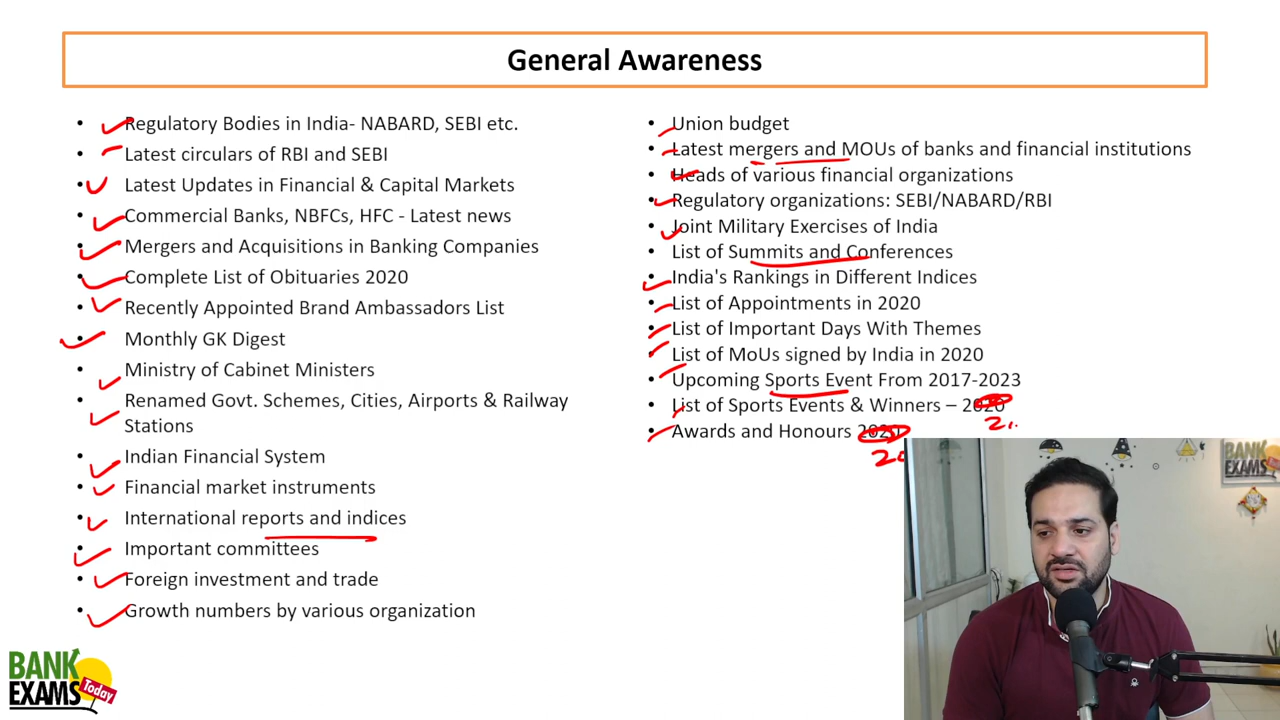 General Awareness
• Regulatory Bodies in India- NABARD, SEBI etc.
• Latest circulars of RBI and SEBI
• Latest Updates in Financial & Capital Markets
• Commercial Banks, NBFCs, HFC - Latest news
• Mergers and Acquisitions in Banking Companies
• Complete List of Obituaries 2020
• Recently Appointed Brand Ambassadors List
• Monthly GK Digest
• Ministry of Cabinet Ministers
• Renamed Govt. Schemes, Cities, Airports & Railway
Stations
• Indian Financial System
• Financial market instruments
• International reports and indices
• Important committees
• Foreign investment and trade
• Growth numbers by various organization
• Union budget
• Latest mergers and MOUs of banks and financial institutions
• Heads of various financial organizations
• Regulatory organizations: SEBI/NABARD/RBI
• Joint Military Exercises of India
• List of Summits and Conferences
• India's Rankings in Different Indices
• List of Appointments in 2020
• List of Important Days With Themes
• List of MoUs signed by India in 2020
• Upcoming Sports Event From 2017-2023
• List of Sports Events & Winners – 2020
• Awards and Honours 2020
BANK
EXAMS
Today
BANK
EXAMS